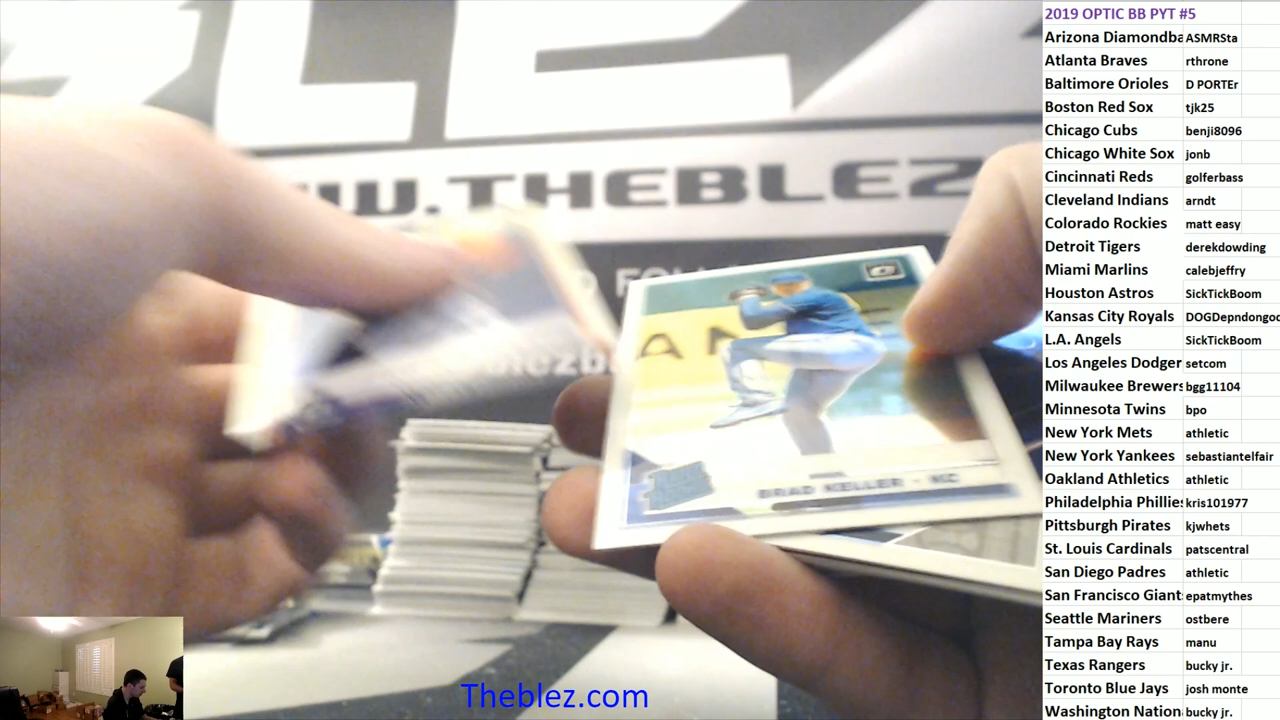 BLEZ
WWW.THEBLEZ
AN
BRAD KELLER - KC
Theblez.com
2019 OPTIC BB PYT #5
Arizona Diamondba ASMRSta
Atlanta Braves rthrone
Baltimore Orioles D PORTEr
Boston Red Sox tjk25
Chicago Cubs benji8096
Chicago White Sox jonb
Cincinnati Reds golferbass
Cleveland Indians arndt
Colorado Rockies matt easy
Detroit Tigers derekdowding
Miami Marlins calebjeffry
Houston Astros SickTickBoom
Kansas City Royals DOGDepndongod
L.A. Angels SickTickBoom
Los Angeles Dodger setcom
Milwaukee Brewers bgg11104
Minnesota Twins bpo
New York Mets athletic
New York Yankees sebastiantelfair
Oakland Athletics athletic
Philadelphia Phillies kris101977
Pittsburgh Pirates kjwhets
St. Louis Cardinals patscentral
San Diego Padres athletic
San Francisco Giants epatmythes
Seattle Mariners ostbere
Tampa Bay Rays manu
Texas Rangers bucky jr.
Toronto Blue Jays josh monte
Washington Nation bucky jr.